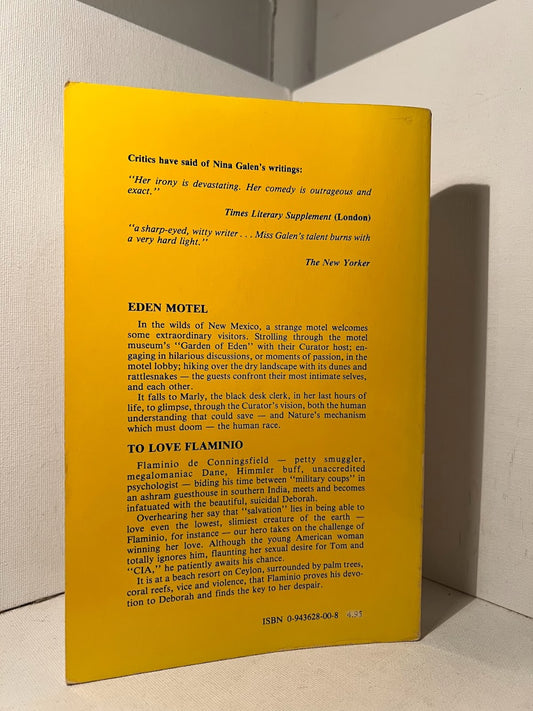 Critics have said of Nina Galen's writings:
"Her irony is devastating. Her comedy is outrageous and
exact."
Times Literary Supplement (London)
"a sharp-eyed, witty writer . . . Miss Galen's talent burns with
a very hard light."
The New Yorker
EDEN MOTEL
In the wilds of New Mexico, a strange motel welcomes
some extraordinary visitors. Strolling through the motel
museum's "Garden of Eden" with their Curator host; en-
gaging in hilarious discussions, or moments of passion, in the
motel lobby; hiking over the dry landscape with its dunes and
rattlesnakes — the guests confront their most intimate selves,
and each other.
It falls to Marly, the black desk clerk, in her last hours of
life, to glimpse, through the Curator's vision, both the human
understanding that could save — and Nature's mechanism
which must doom — the human race.
TO LOVE FLAMINIO
Flaminio de Conningsfield — petty smuggler,
megalomaniac Dane, Himmler buff, unaccredited
psychologist — biding his time between "military coups" in
an ashram guesthouse in southern India, meets and becomes
infatuated with the beautiful, suicidal Deborah.
Overhearing her say that "salvation" lies in being able to
love even the lowest, slimiest creature of the earth —
Flaminio, for instance — our hero takes on the challenge of
winning her love. Although the young American woman
totally ignores him, flaunting her sexual desire for Tom and
"CIA," he patiently awaits his chance.
It is at a beach resort on Ceylon, surrounded by palm trees,
coral reefs, vice and violence, that Flaminio proves his devo-
tion to Deborah and finds the key to her despair.
ISBN 0-943628-00-8 4.95